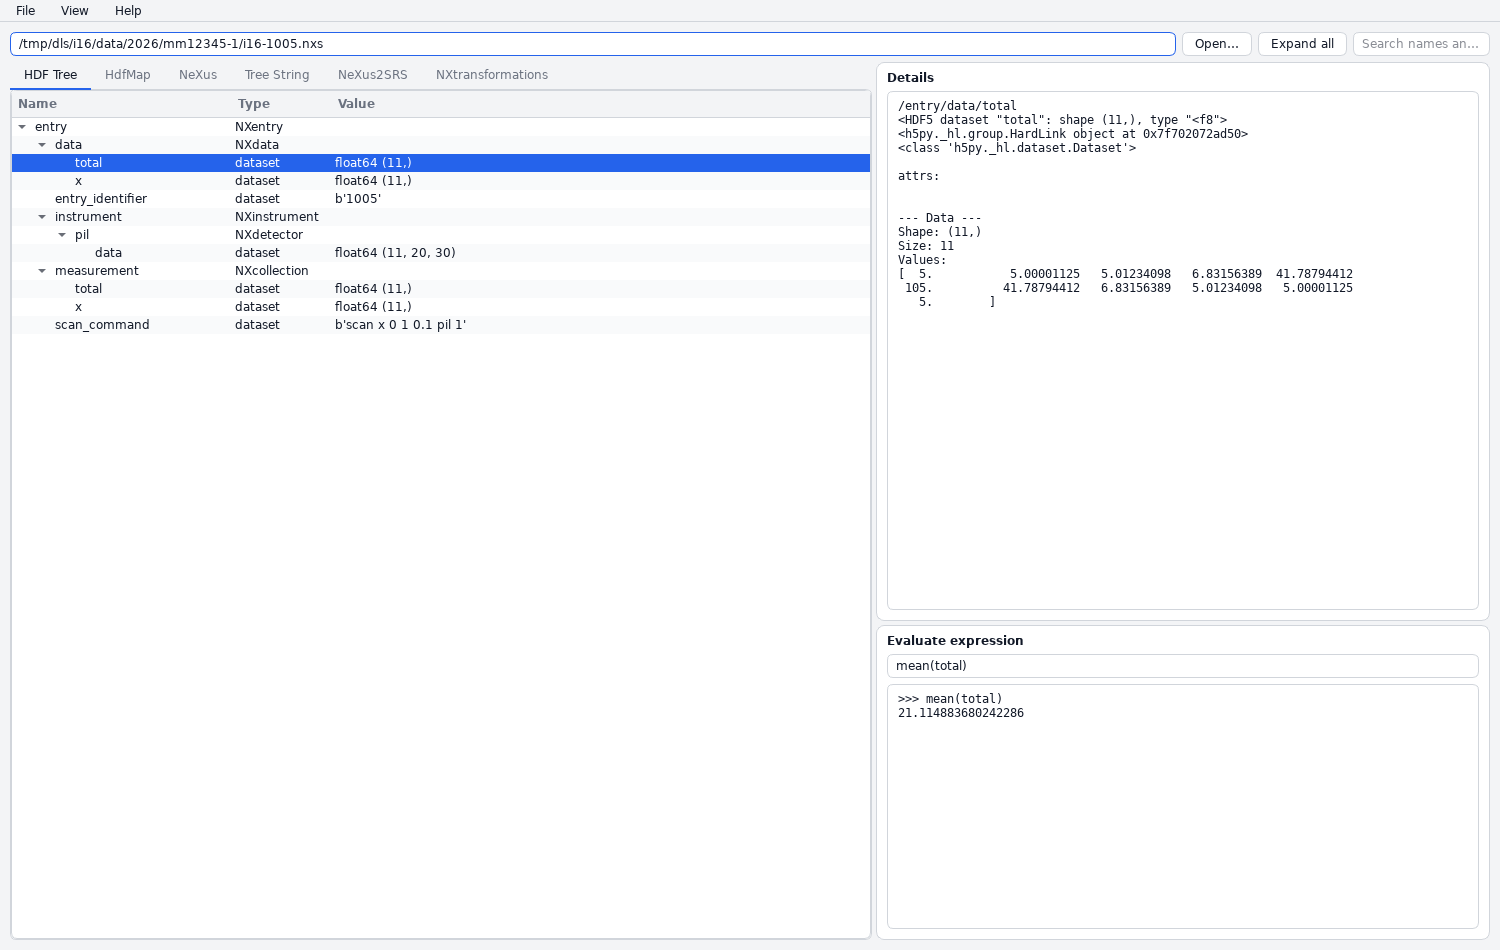 File View Help
/tmp/dls/i16/data/2026/mm12345-1/i16-1005.nxs Open... Expand all Search names an...
HDF Tree HdfMap NeXus Tree String NeXus2SRS NXtransformations
Name Type Value
entry NXentry
data NXdata
total dataset float64 (11,)
x dataset float64 (11,)
entry_identifier dataset b'1005'
instrument NXinstrument
pil NXdetector
data dataset float64 (11, 20, 30)
measurement NXcollection
total dataset float64 (11,)
x dataset float64 (11,)
scan_command dataset b'scan x 0 1 0.1 pil 1'
Details
/entry/data/total
<HDF5 dataset "total": shape (11,), type "<f8">
<h5py._hl.group.HardLink object at 0x7f702072ad50>
<class 'h5py._hl.dataset.Dataset'>
attrs:
--- Data ---
Shape: (11,)
Size: 11
Values:
[  5.           5.00001125   5.01234098   6.83156389  41.78794412
 105.          41.78794412   6.83156389   5.01234098   5.00001125
   5.        ]
Evaluate expression
mean(total)
>>> mean(total)
21.114883680242286